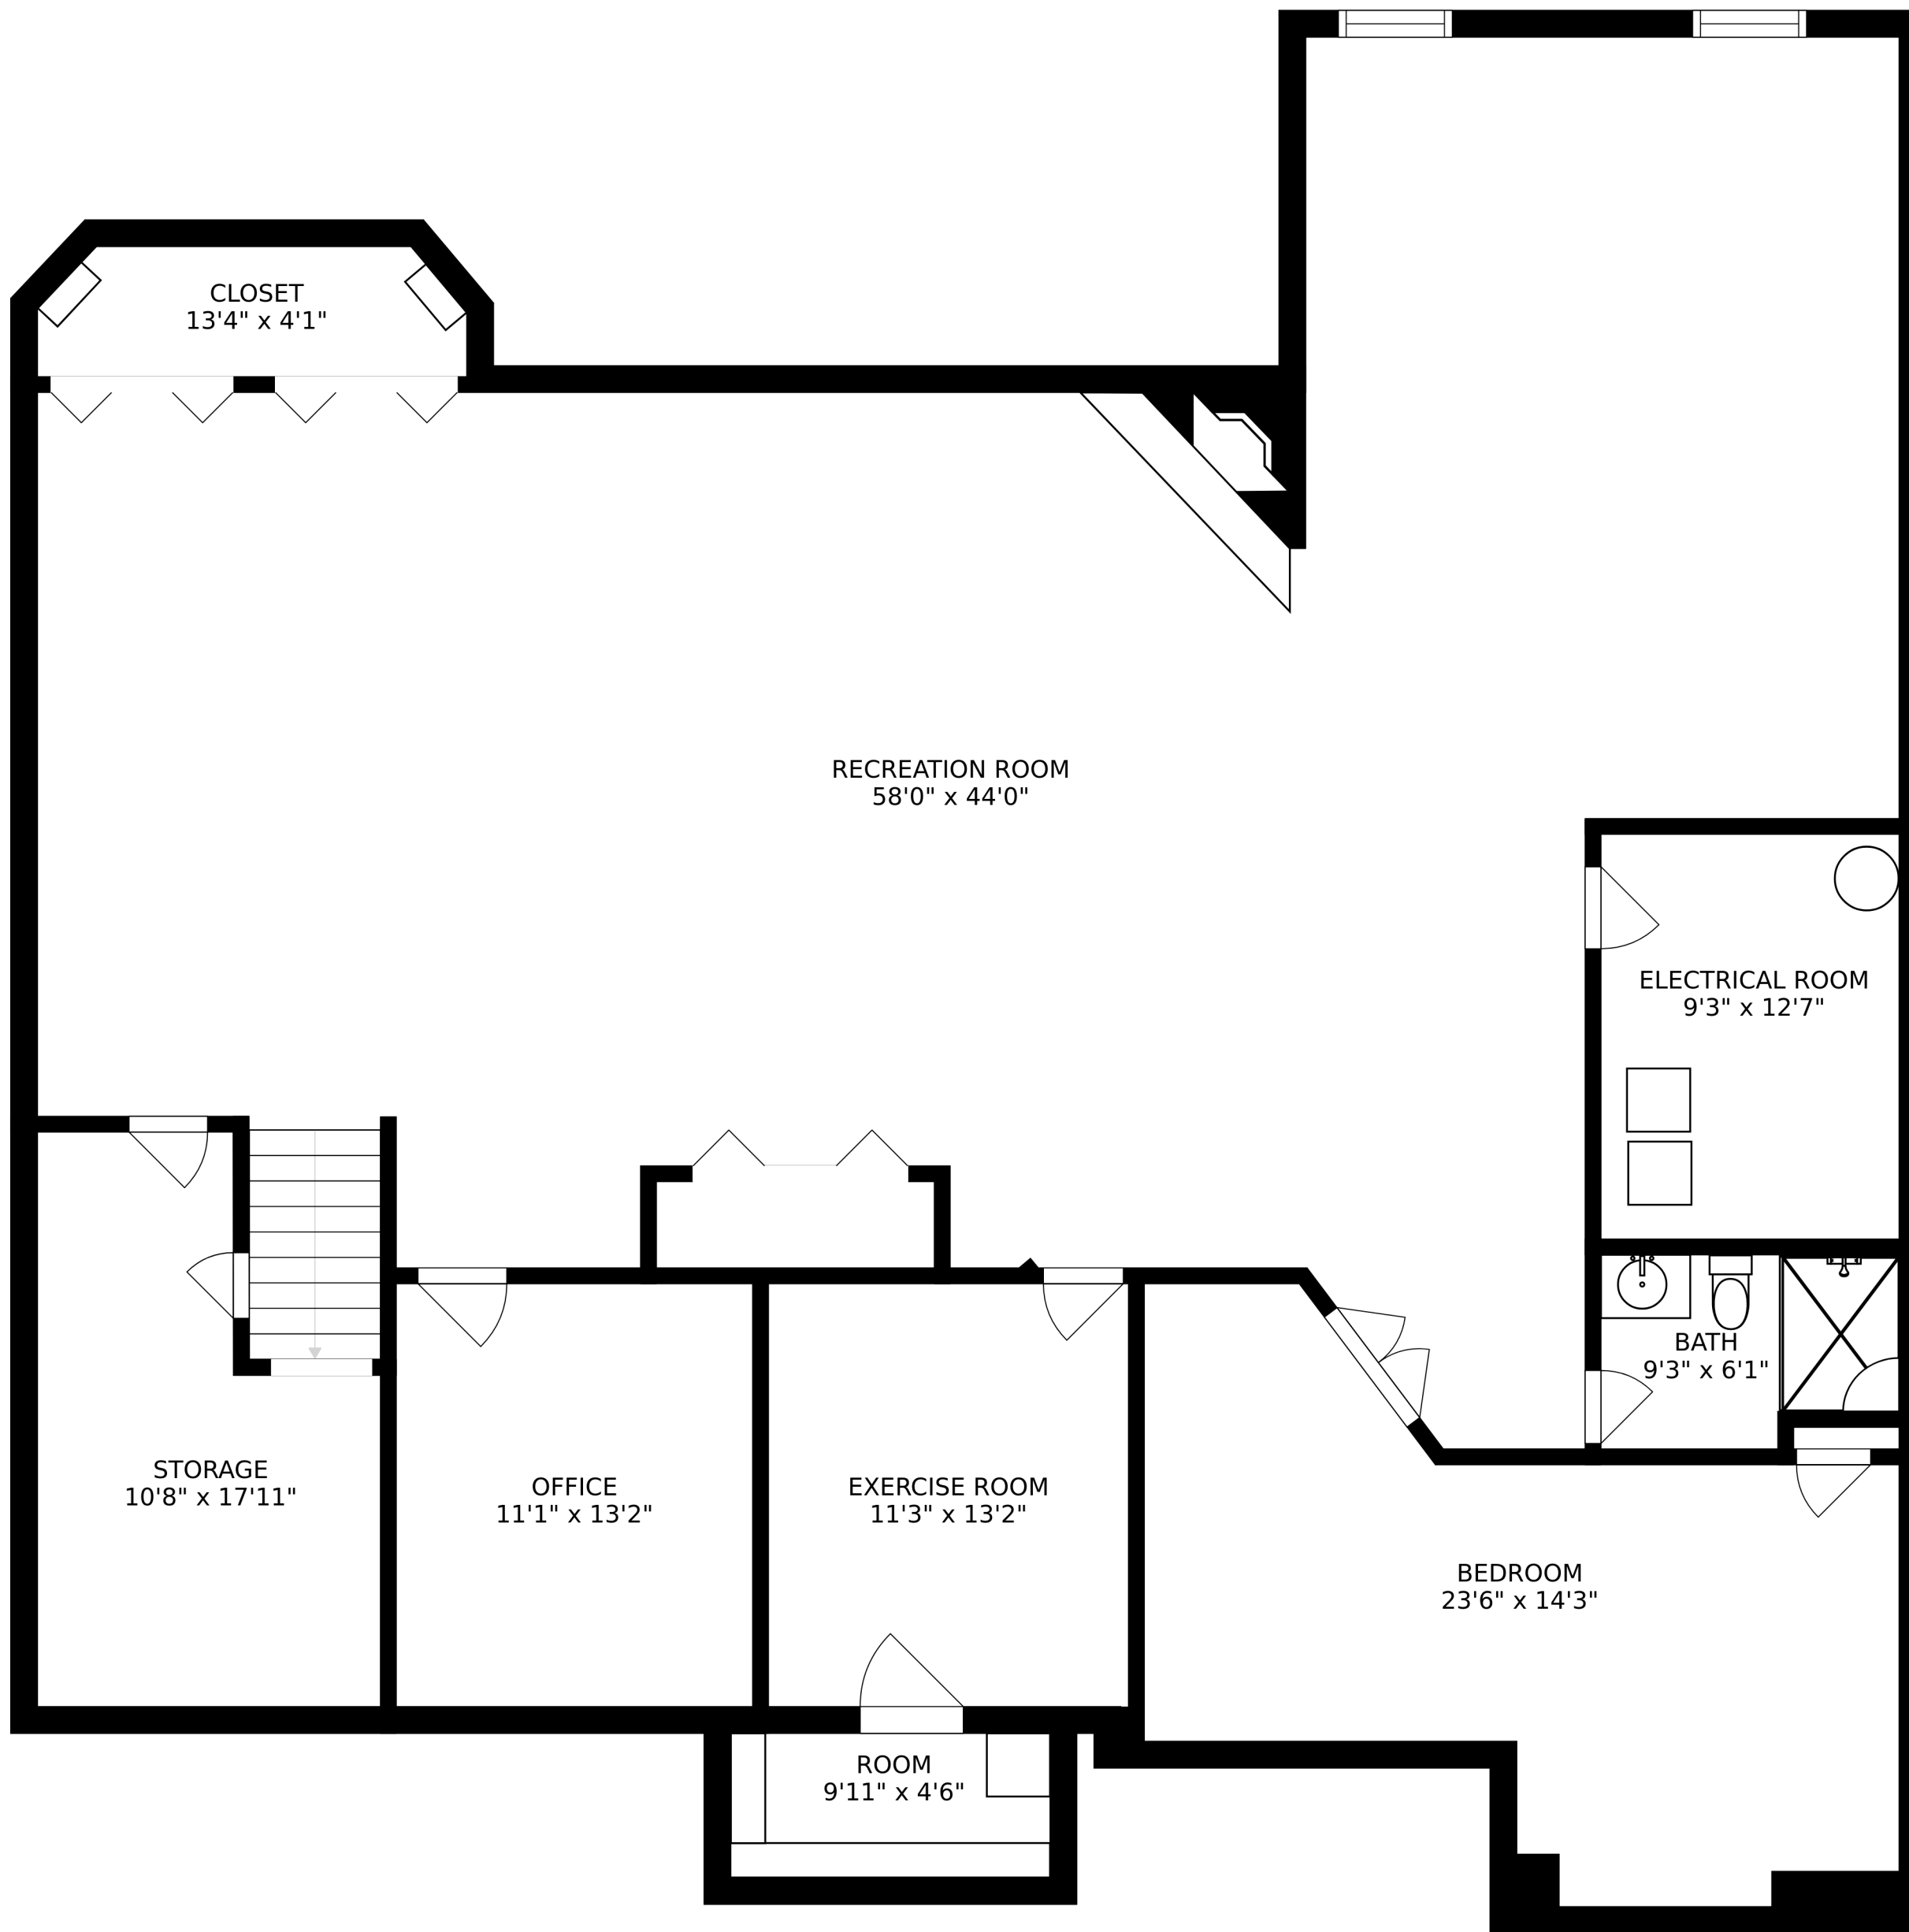 CLOSET
13'4" x 4'1"
RECREATION ROOM
58'0" x 44'0"
ELECTRICAL ROOM
9'3" x 12'7"
BATH
9'3" x 6'1"
STORAGE
10'8" x 17'11"
OFFICE
11'1" x 13'2"
EXERCISE ROOM
11'3" x 13'2"
BEDROOM
23'6" x 14'3"
ROOM
9'11" x 4'6"